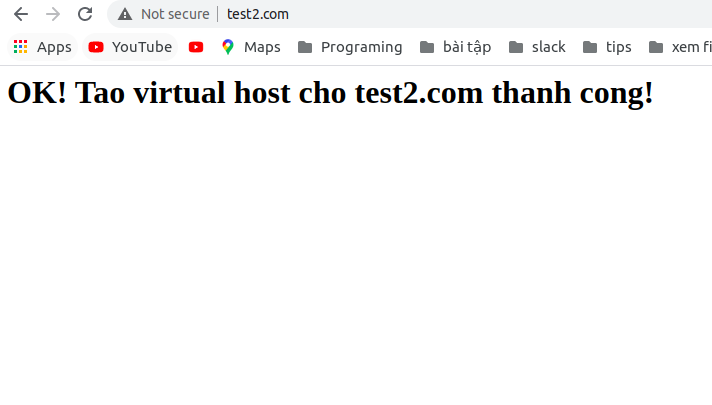 Not secure test2.com
Apps YouTube Maps Programing bài tập slack tips xem fi
OK! Tao virtual host cho test2.com thanh cong!